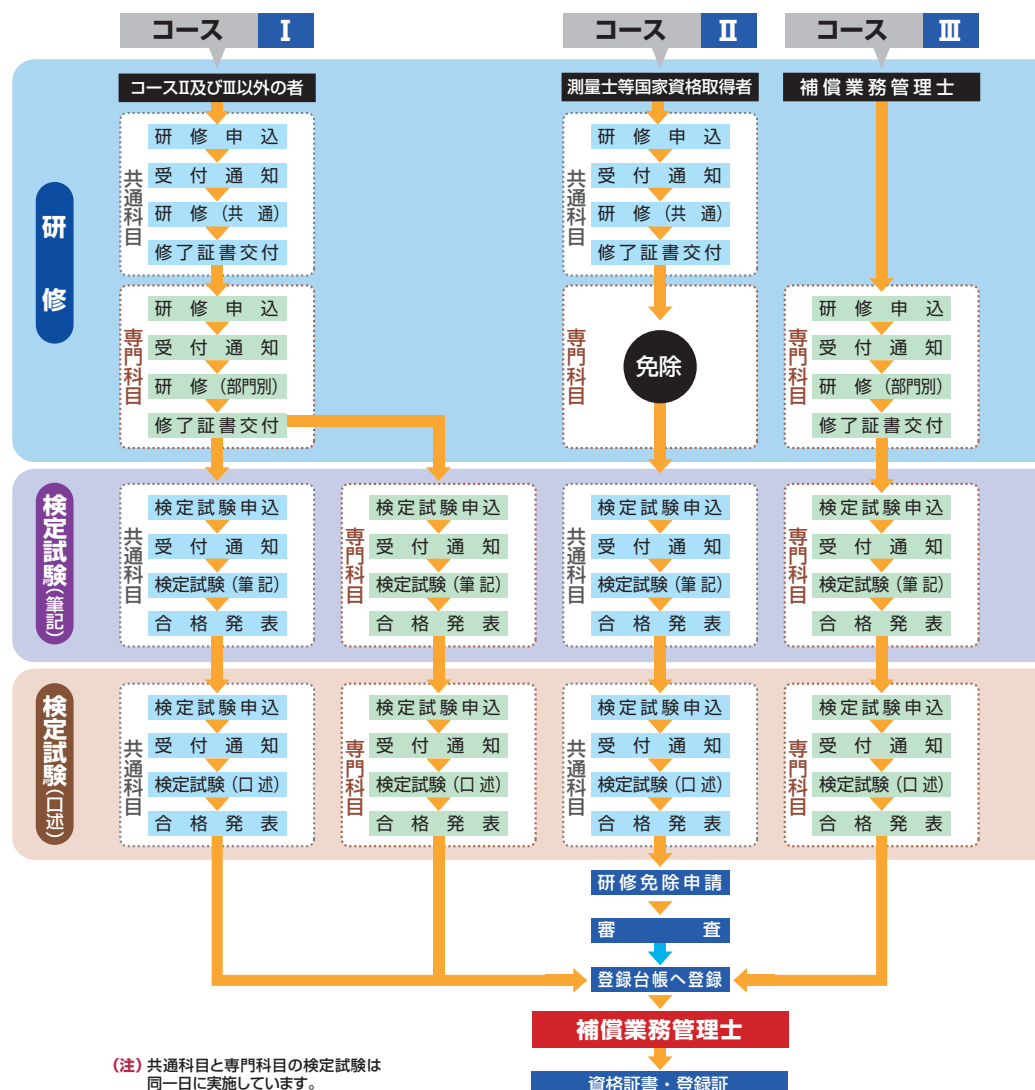 コース Ⅰ
コース Ⅱ
コース Ⅲ
コースⅡ及びⅢ以外の者
測量士等国家資格取得者
補償業務管理士
研修
共通科目
研修申込
受付通知
研修（共通）
修了証書交付
共通科目
研修申込
受付通知
研修（共通）
修了証書交付
専門科目
研修申込
受付通知
研修（部門別）
修了証書交付
専門科目
免除
専門科目
研修申込
受付通知
研修（部門別）
修了証書交付
検定試験（筆記）
共通科目
検定試験申込
受付通知
検定試験（筆記）
合格発表
専門科目
検定試験申込
受付通知
検定試験（筆記）
合格発表
共通科目
検定試験申込
受付通知
検定試験（筆記）
合格発表
専門科目
検定試験申込
受付通知
検定試験（筆記）
合格発表
検定試験（口述）
共通科目
検定試験申込
受付通知
検定試験（口述）
合格発表
専門科目
検定試験申込
受付通知
検定試験（口述）
合格発表
共通科目
検定試験申込
受付通知
検定試験（口述）
合格発表
専門科目
検定試験申込
受付通知
検定試験（口述）
合格発表
研修免除申請
審査
登録台帳へ登録
補償業務管理士
資格証書・登録証
（注）共通科目と専門科目の検定試験は
同一日に実施しています。